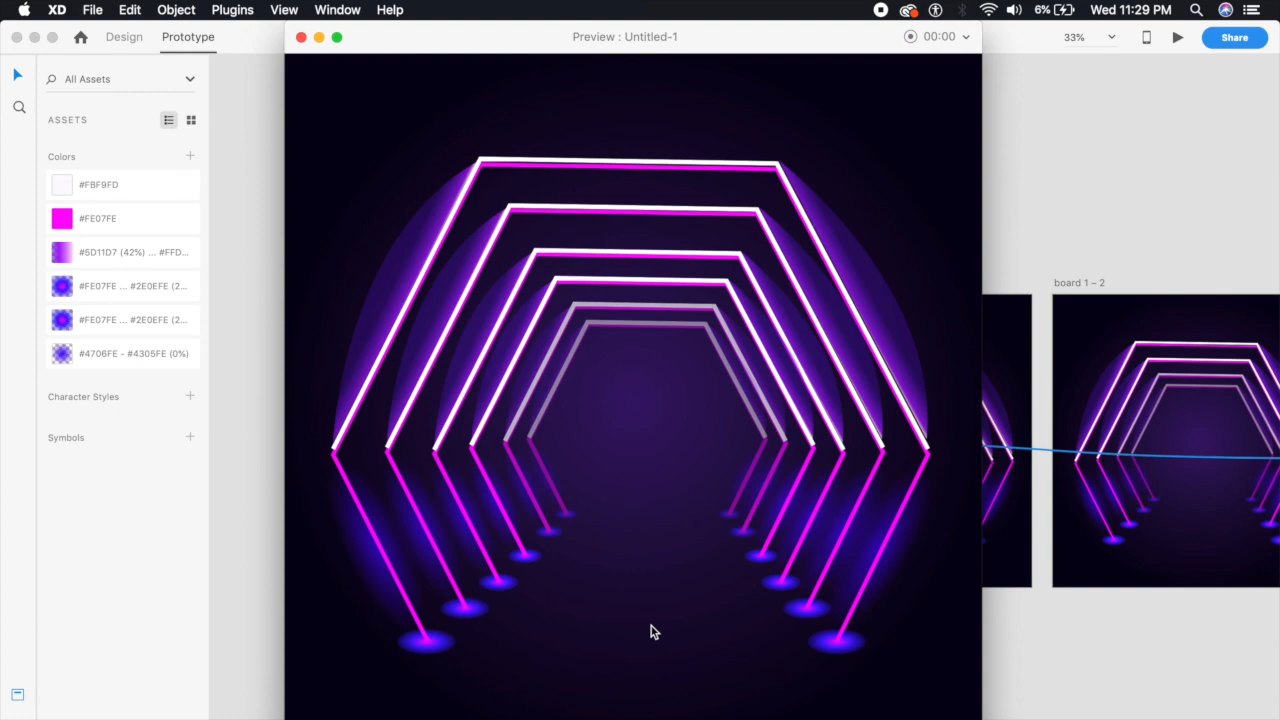 XD File Edit Object Plugins View Window Help 6% Wed 11:29 PM
Design Prototype Preview : Untitled-1 00:00 33% Share
All Assets
ASSETS
Colors
#FBF9FD
#FE07FE
#5D11D7 (42%) ... #FFD...
#FE07FE ... #2E0EFE (2...
#FE07FE ... #2E0EFE (2...
#4706FE - #4305FE (0%)
Character Styles
Symbols
board 1 – 2